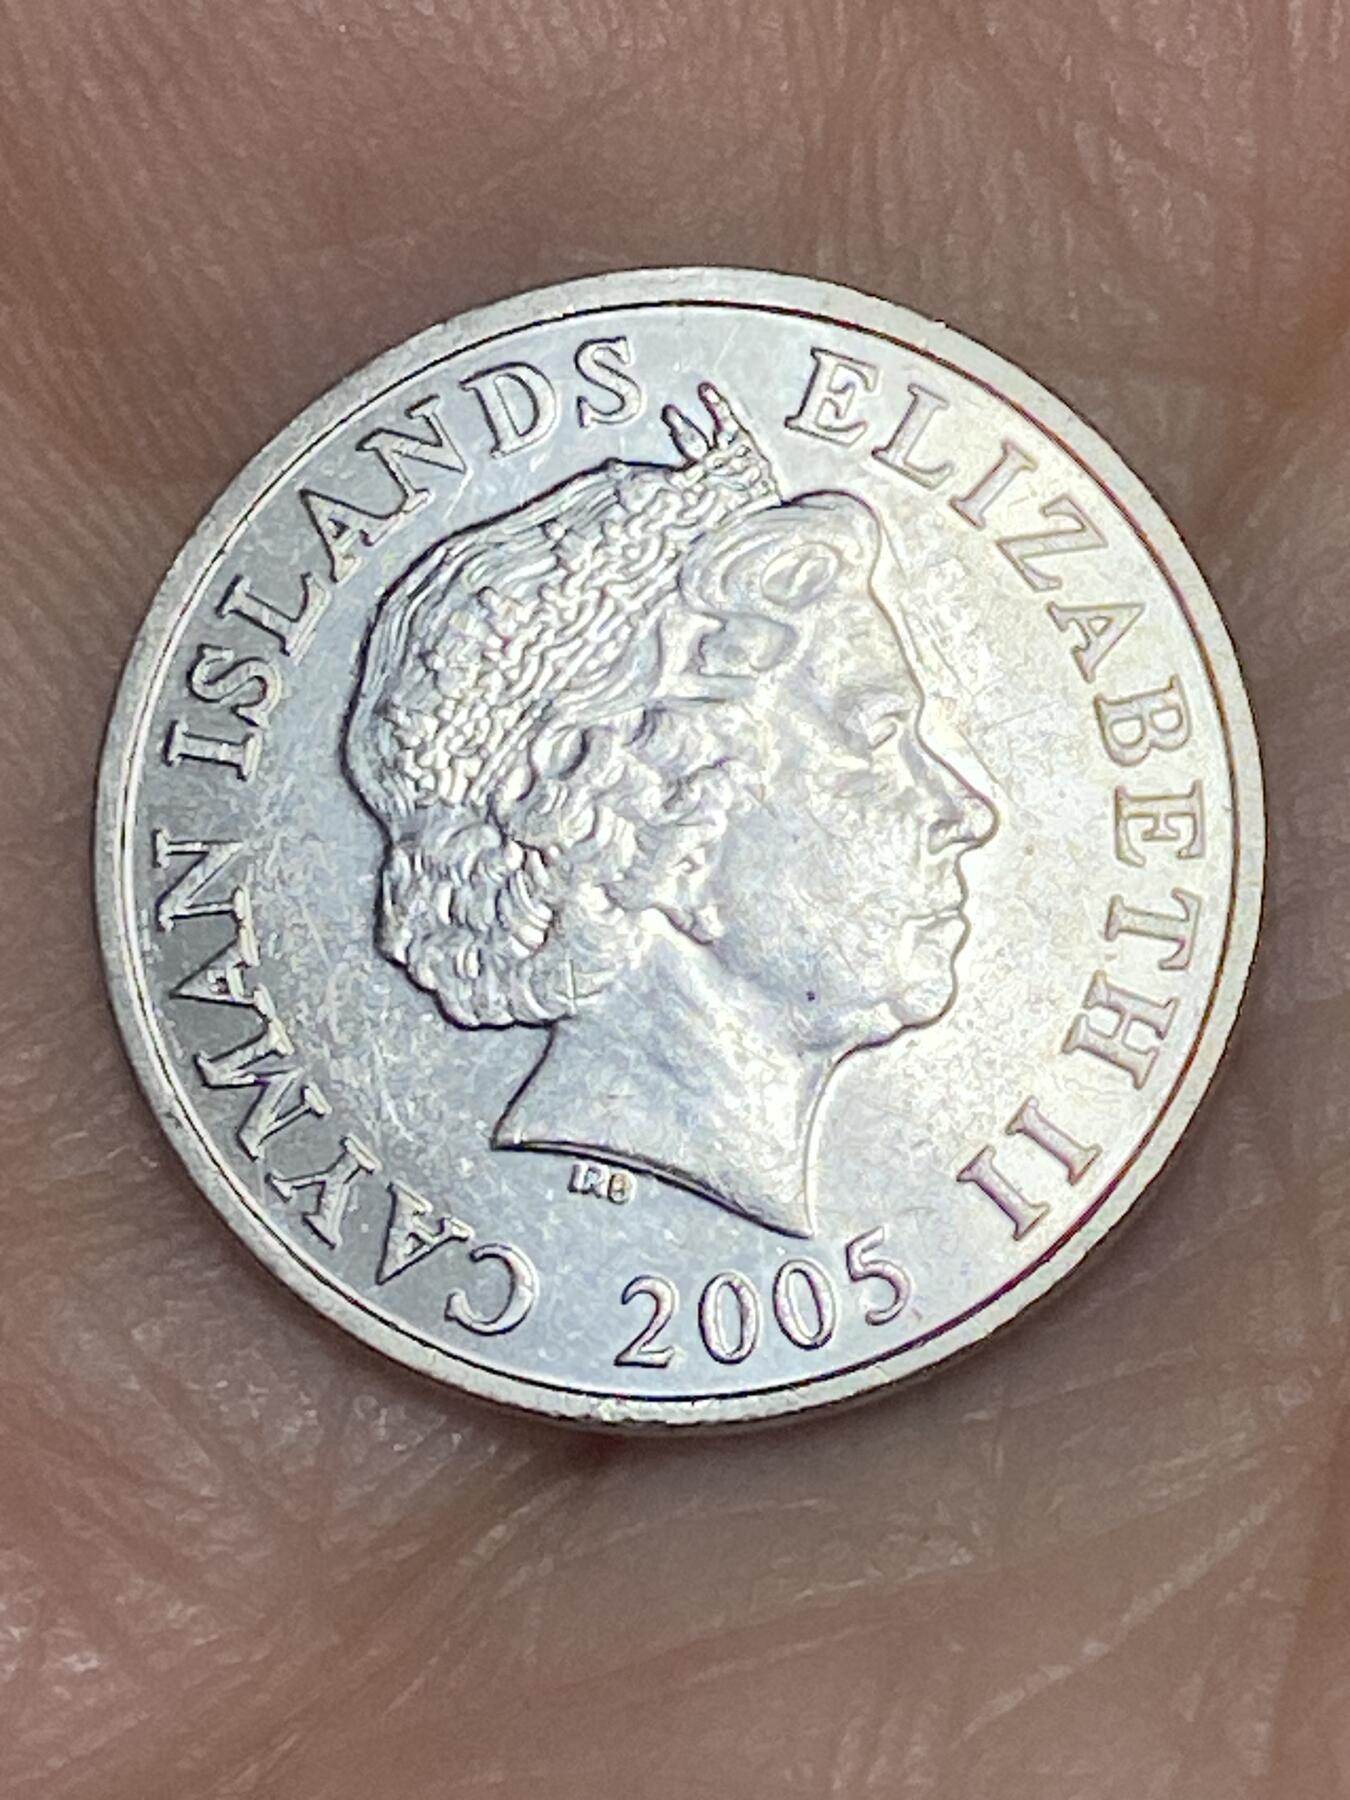 CAYMAN ISLANDS ELIZABETH II
2005
IRB